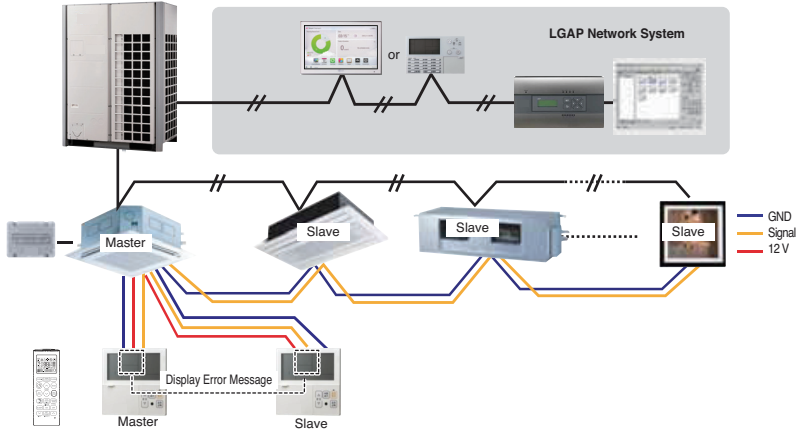 LGAP Network System
or
Master
Slave
Slave
Slave
GND
Signal
12 V
Display Error Message
Master
Slave